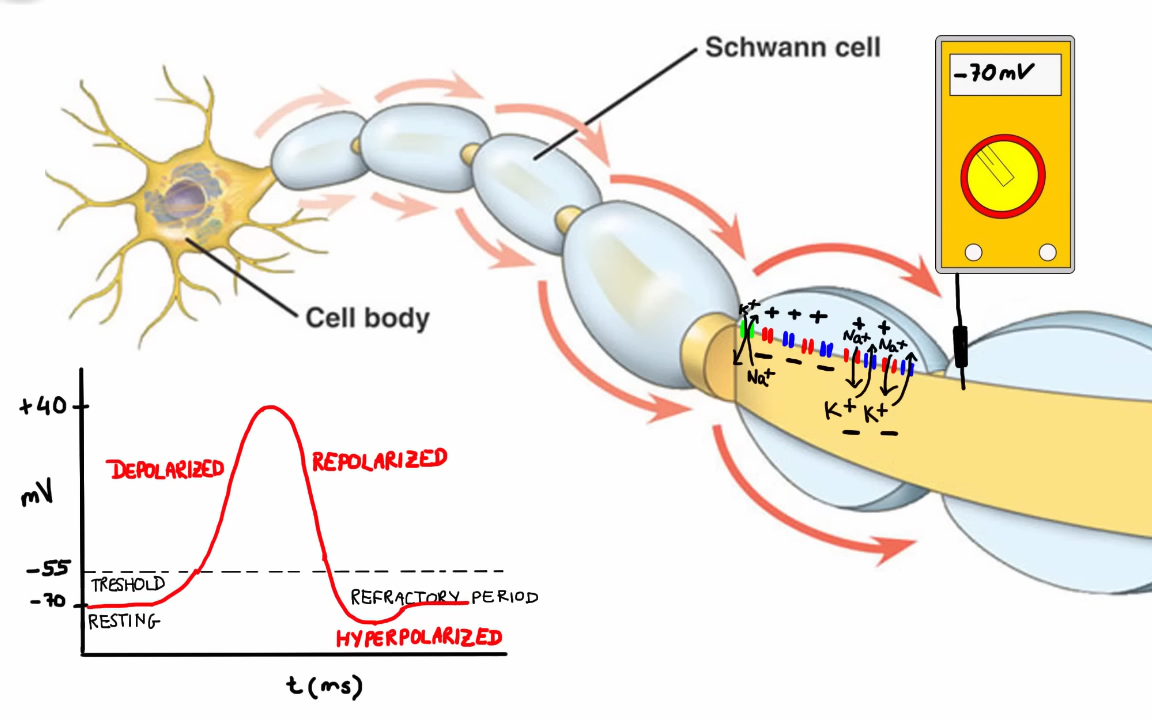 Schwann cell
-70mV
Cell body
K+ + + + + +
Na+ Na+
Na+
K+ K+
+40
DEPOLARIZED REPOLARIZED
mV
-55
TRESHOLD
-70
REFRACTORY PERIOD
RESTING
HYPERPOLARIZED
t(ms)